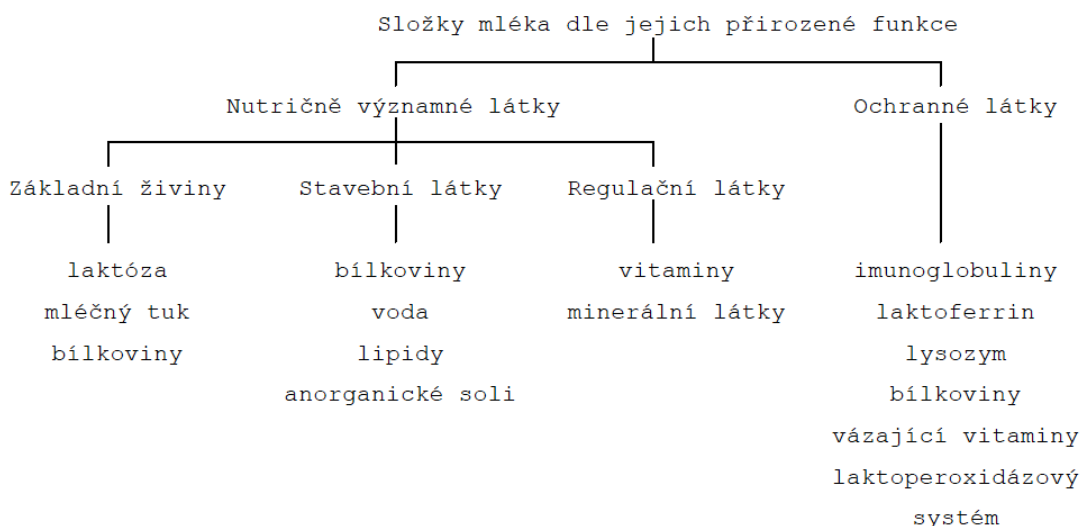 Složky mléka dle jejich přirozené funkce
Nutričně významné látky
Ochranné látky
Základní živiny
Stavební látky
Regulační látky
laktóza
mléčný tuk
bílkoviny
bílkoviny
voda
lipidy
anorganické soli
vitaminy
minerální látky
imunoglobuliny
laktoferrin
lysozym
bílkoviny
vázající vitaminy
laktoperoxidázový
systém